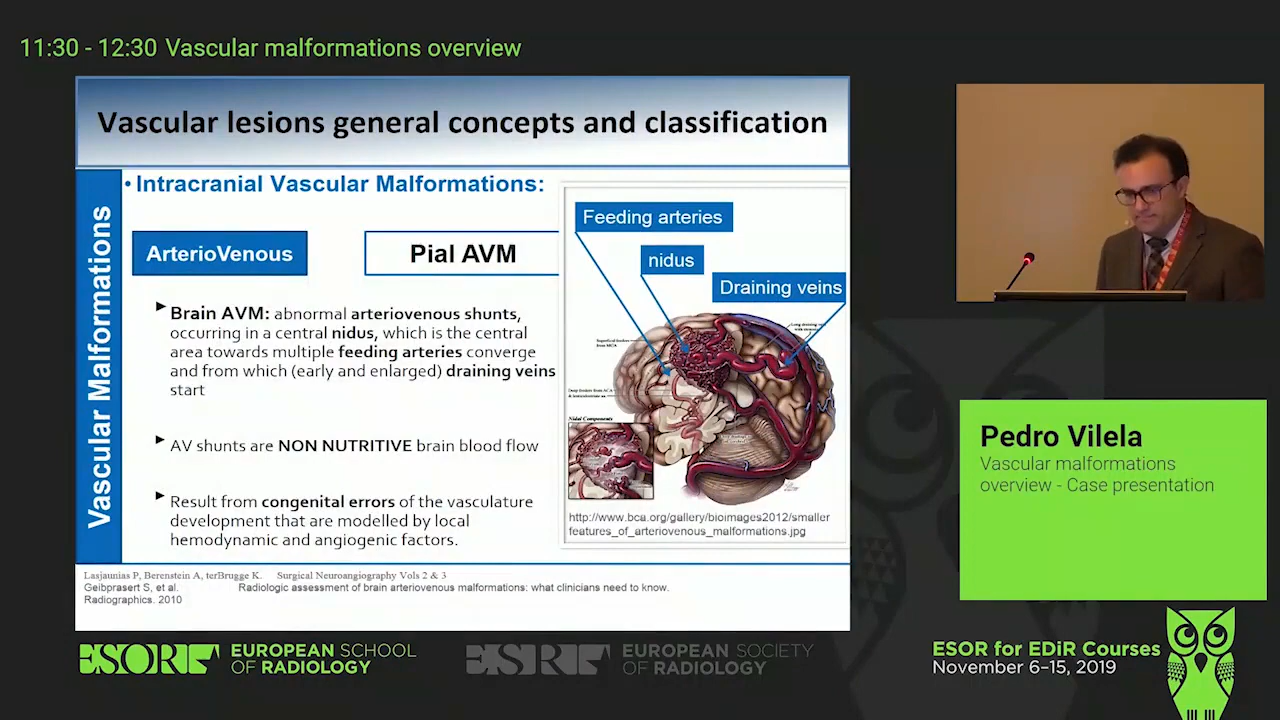 11:30 - 12:30 Vascular malformations overview
Vascular lesions general concepts and classification
Vascular Malformations
• Intracranial Vascular Malformations:
ArterioVenous
Pial AVM
Feeding arteries
nidus
Draining veins
Brain AVM: abnormal arteriovenous shunts,
occurring in a central nidus, which is the central
area towards multiple feeding arteries converge
and from which (early and enlarged) draining veins
start
AV shunts are NON NUTRITIVE brain blood flow
Result from congenital errors of the vasculature
development that are modelled by local
hemodynamic and angiogenic factors.
Nidal Components
http://www.bca.org/gallery/bioimages2012/smaller
features_of_arteriovenous_malformations.jpg
Lasjaunias P, Berenstein A, terBrugge K. Surgical Neuroangiography Vols 2 & 3
Geibprasert S, et al. Radiologic assessment of brain arteriovenous malformations: what clinicians need to know.
Radiographics. 2010
Pedro Vilela
Vascular malformations
overview - Case presentation
ESOR EUROPEAN SCHOOL
OF RADIOLOGY
ESR EUROPEAN SOCIETY
OF RADIOLOGY
ESOR for EDiR Courses
November 6–15, 2019